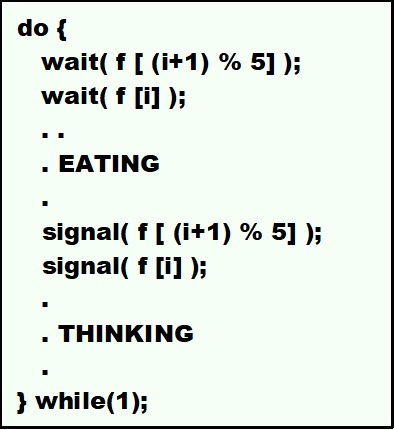 do {
wait( f [ (i+1) % 5] );
wait( f [i] );
. .
. EATING
.
signal( f [ (i+1) % 5] );
signal( f [i] );
.
. THINKING
.
} while(1);